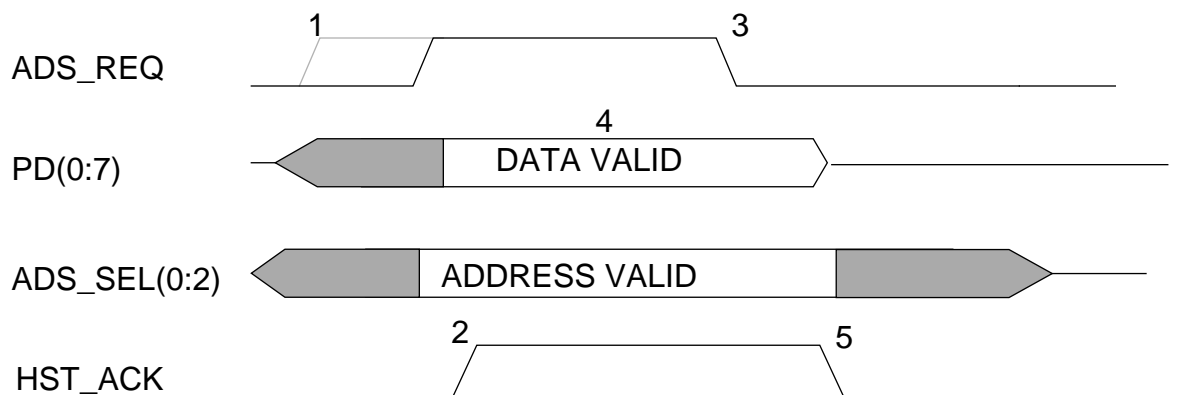 1
3
ADS_REQ
4
PD(0:7)
DATA VALID
ADS_SEL(0:2)
ADDRESS VALID
2
5
HST_ACK